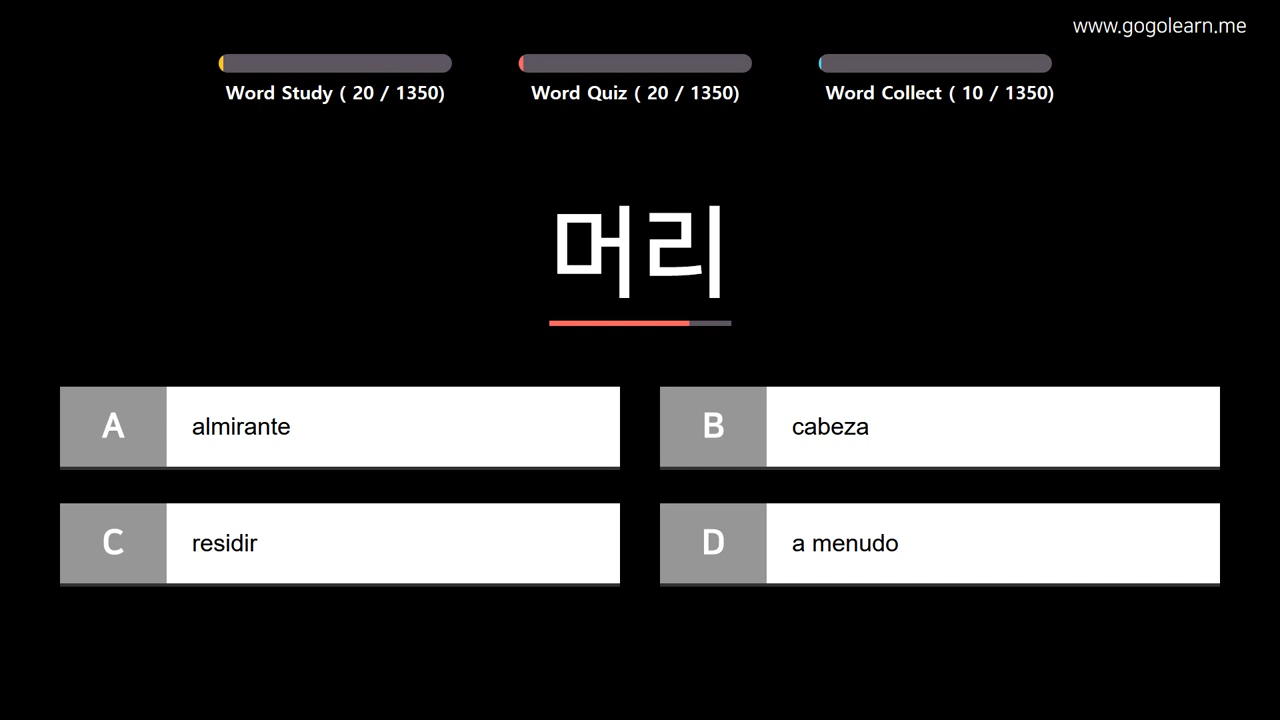 www.gogolearn.me
Word Study ( 20 / 1350)
Word Quiz ( 20 / 1350)
Word Collect ( 10 / 1350)
머리
A almirante
B cabeza
C residir
D a menudo